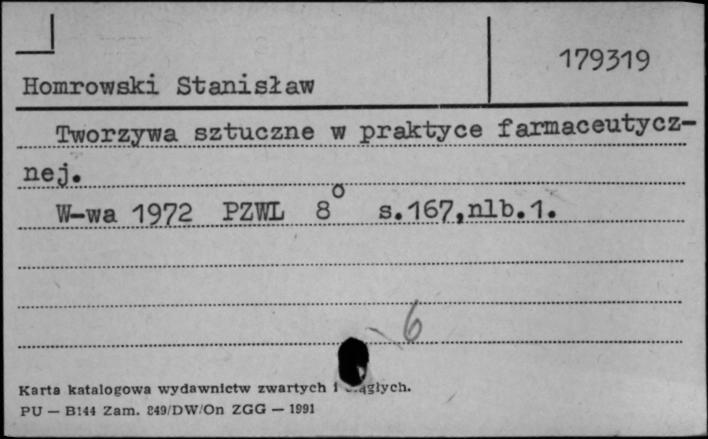 179319
Homrowski Stanisław
Tworzywa sztuczne w praktyce farmaceutycz-
nej.
W-wa 1972 PZWL 8° s.167,nlb.1.
6
Karta katalogowa wydawnictw zwartych i
PU — B144 Zam. 849/DW/On ZGG — 1991